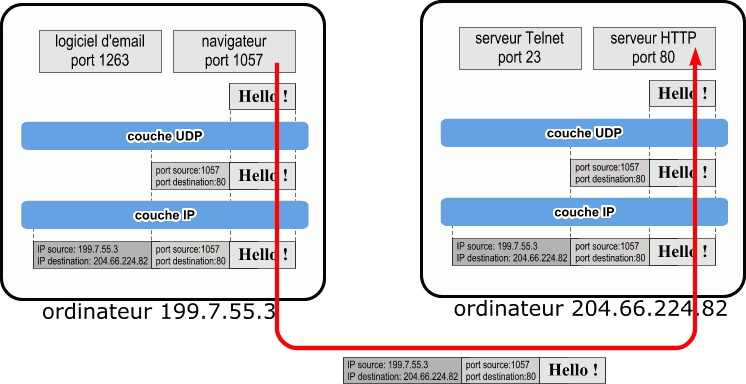 logiciel d'email
port 1263
navigateur
port 1057
Hello !
couche UDP
port source:1057
port destination:80
Hello !
couche IP
IP source: 199.7.55.3
IP destination: 204.66.224.82
port source:1057
port destination:80
Hello !
ordinateur 199.7.55.3
serveur Telnet
port 23
serveur HTTP
port 80
Hello !
couche UDP
port source:1057
port destination:80
Hello !
couche IP
IP source: 199.7.55.3
IP destination: 204.66.224.82
port source:1057
port destination:80
Hello !
ordinateur 204.66.224.82
IP source: 199.7.55.3
IP destination: 204.66.224.82
port source:1057
port destination:80
Hello !